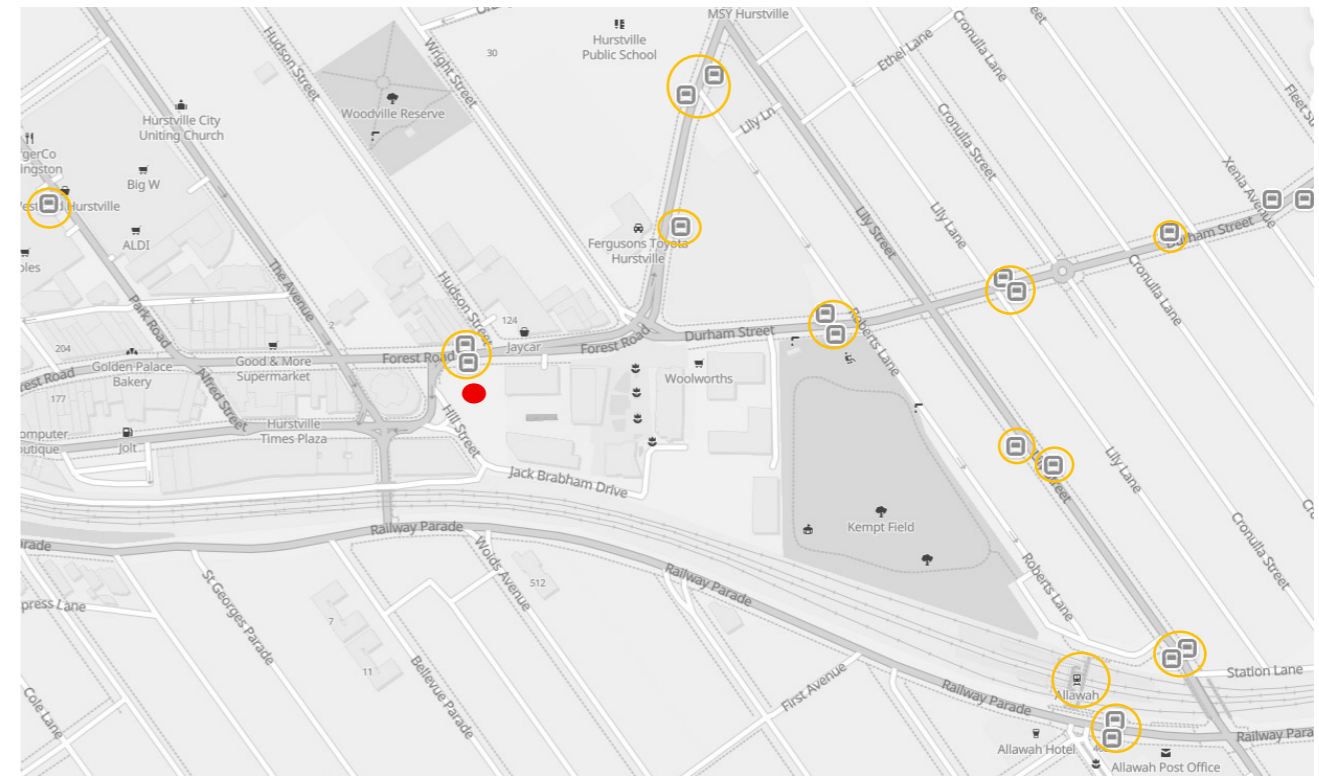 MSY Hurstville
Hurstville
Public School
30
Wright Street
Hudson Street
Ethel Lane
Cronulla Lane
Woodville Reserve
Hurstville City
Uniting Church
Lily Ln
Cronulla Street
Xenia Avenue
Big W
Hurstville
ALDI
Fergusons Toyota
Hurstville
Lily Street
Lily Lane
Durham Street
The Avenue
Hudson Street
Cronulla Lane
Park Road
2
124
Jaycar
Forest Road
Forest Road
Durham Street
Roberts Lane
204
Golden Palace
Bakery
Good & More
Supermarket
Woolworths
177
Alfred Street
Hurstville
Times Plaza
Hill Street
Jolt
Lily Lane
Jack Brabham Drive
Kempt Field
Cronulla Street
Railway Parade
Woids Avenue
512
Railway Parade
Roberts Lane
St Georges Parade
7
11
Bellevue Parade
First Avenue
Station Lane
Allawah
Railway Parade
Cole Lane
Allawah Hotel
Allawah Post Office